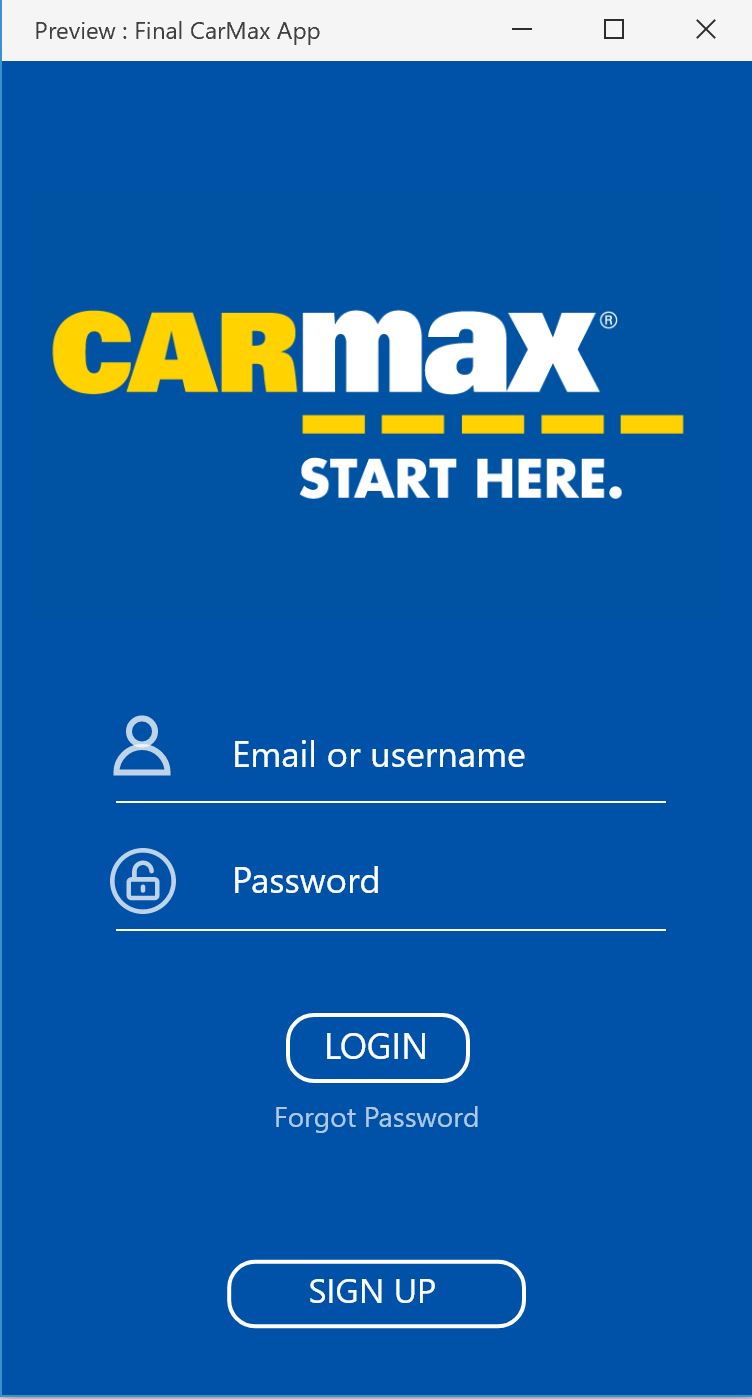 Preview : Final CarMax App
CARmax®
START HERE.
Email or username
Password
LOGIN
Forgot Password
SIGN UP